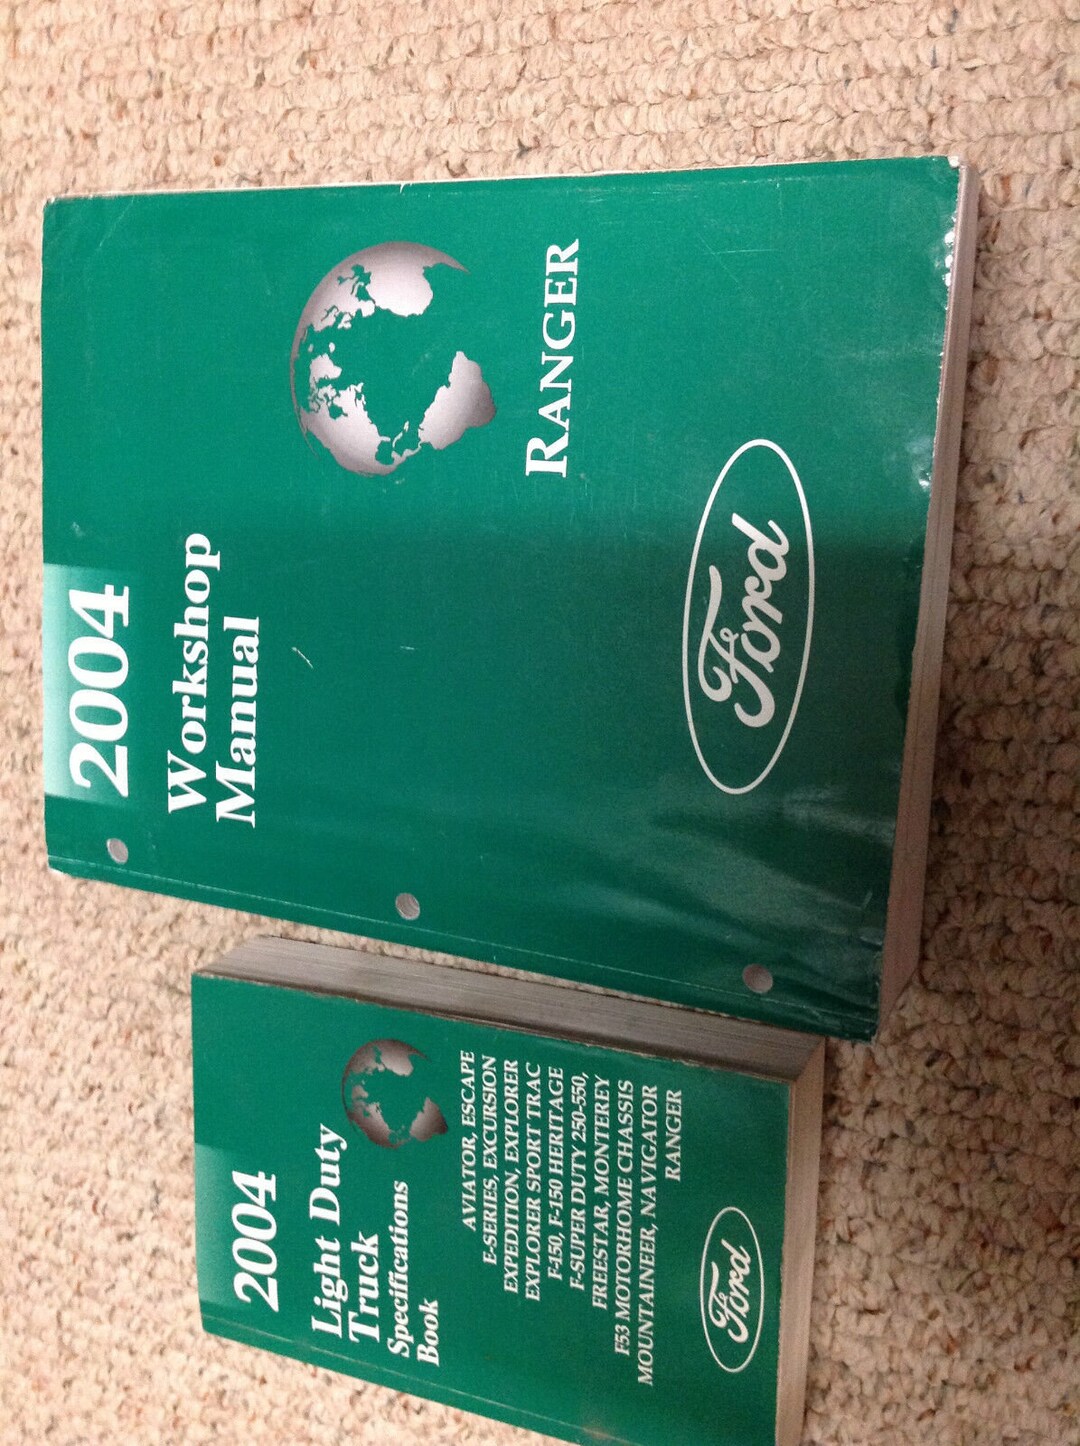 2004
Workshop
Manual
RANGER
Ford
2004
Light Duty
Truck
Specifications
Book
AVIATOR, ESCAPE
E-SERIES, EXCURSION
EXPEDITION, EXPLORER
EXPLORER SPORT TRAC
F-150, F-150 HERITAGE
F-SUPER DUTY 250-550,
FREESTAR, MONTEREY
F53 MOTORHOME CHASSIS
MOUNTAINEER, NAVIGATOR
RANGER
Ford